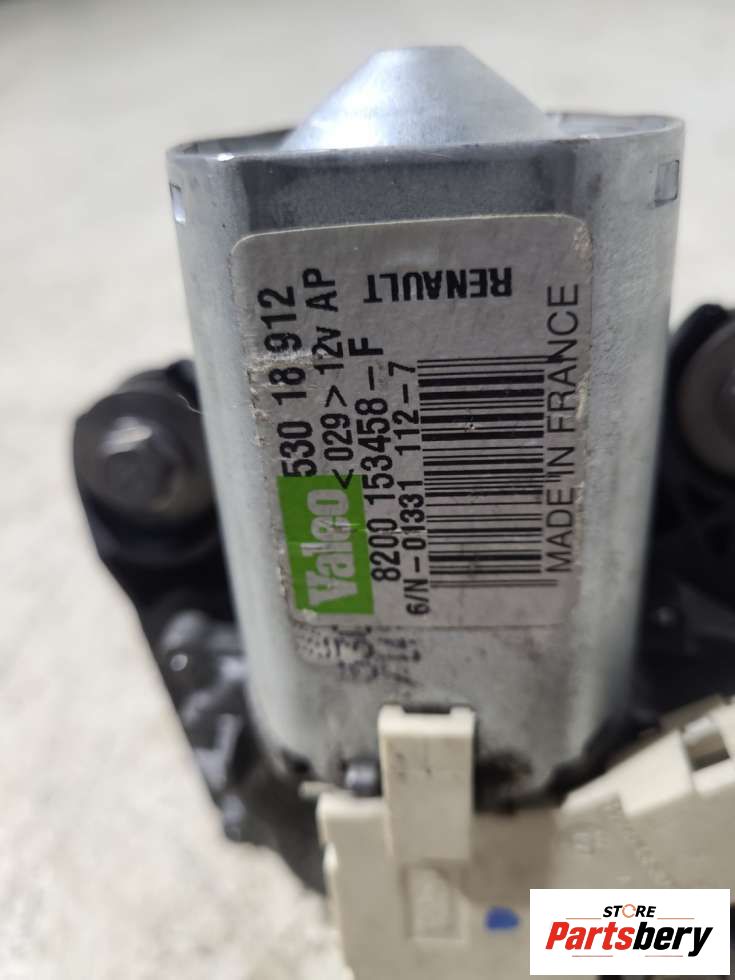 Valeo
530 18 912
<029> 12v AP
8200 153458-F
6/N-01331 112-7
RENAULT
MADE IN FRANCE
STORE
Partsbery